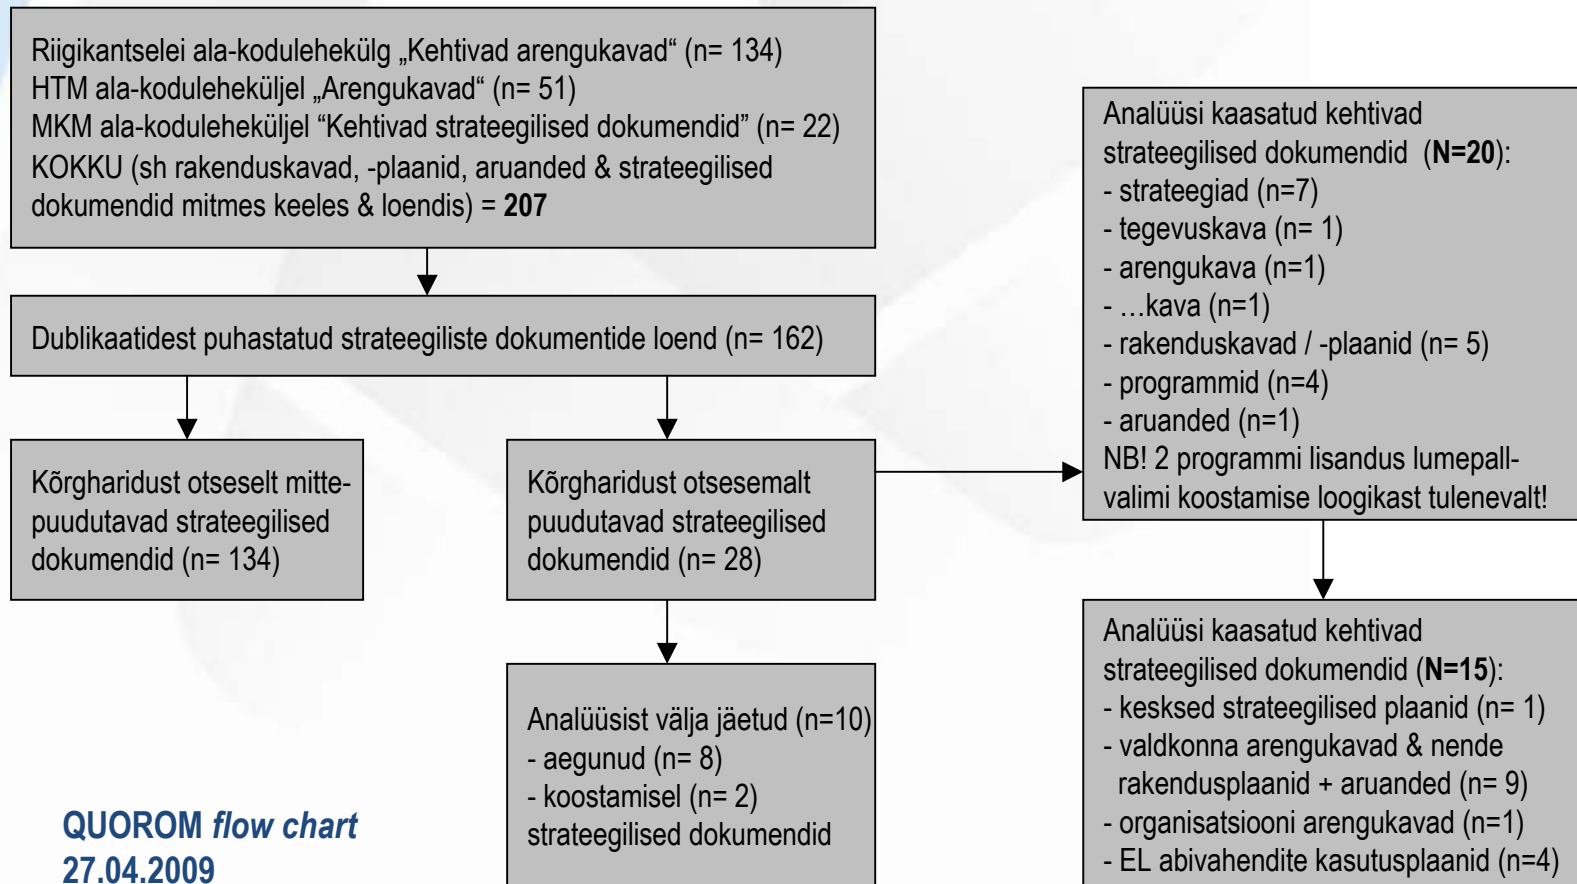 Riigikantselei ala-kodulehekülg „Kehtivad arengukavad“ (n= 134)
HTM ala-koduleheküljel „Arengukavad“ (n= 51)
MKM ala-koduleheküljel “Kehtivad strateegilised dokumendid” (n= 22)
KOKKU (sh rakenduskavad, -plaanid, aruanded & strateegilised
dokumendid mitmes keeles & loendis) = 207
Dublikaatidest puhastatud strateegiliste dokumentide loend (n= 162)
Kõrgharidust otseselt mitte-
puudutavad strateegilised
dokumendid (n= 134)
Kõrgharidust otsesemalt
puudutavad strateegilised
dokumendid (n= 28)
Analüüsist välja jäetud (n=10)
- aegunud (n= 8)
- koostamisel (n= 2)
strateegilised dokumendid
Analüüsi kaasatud kehtivad
strateegilised dokumendid (N=20):
- strateegiad (n=7)
- tegevuskava (n= 1)
- arengukava (n=1)
- …kava (n=1)
- rakenduskavad / -plaanid (n= 5)
- programmid (n=4)
- aruanded (n=1)
NB! 2 programmi lisandus lumepall-
valimi koostamise loogikast tulenevalt!
Analüüsi kaasatud kehtivad
strateegilised dokumendid (N=15):
- kesksed strateegilised plaanid (n= 1)
- valdkonna arengukavad & nende
rakendusplaanid + aruanded (n= 9)
- organisatsiooni arengukavad (n=1)
- EL abivahendite kasutusplaanid (n=4)
QUOROM flow chart
27.04.2009